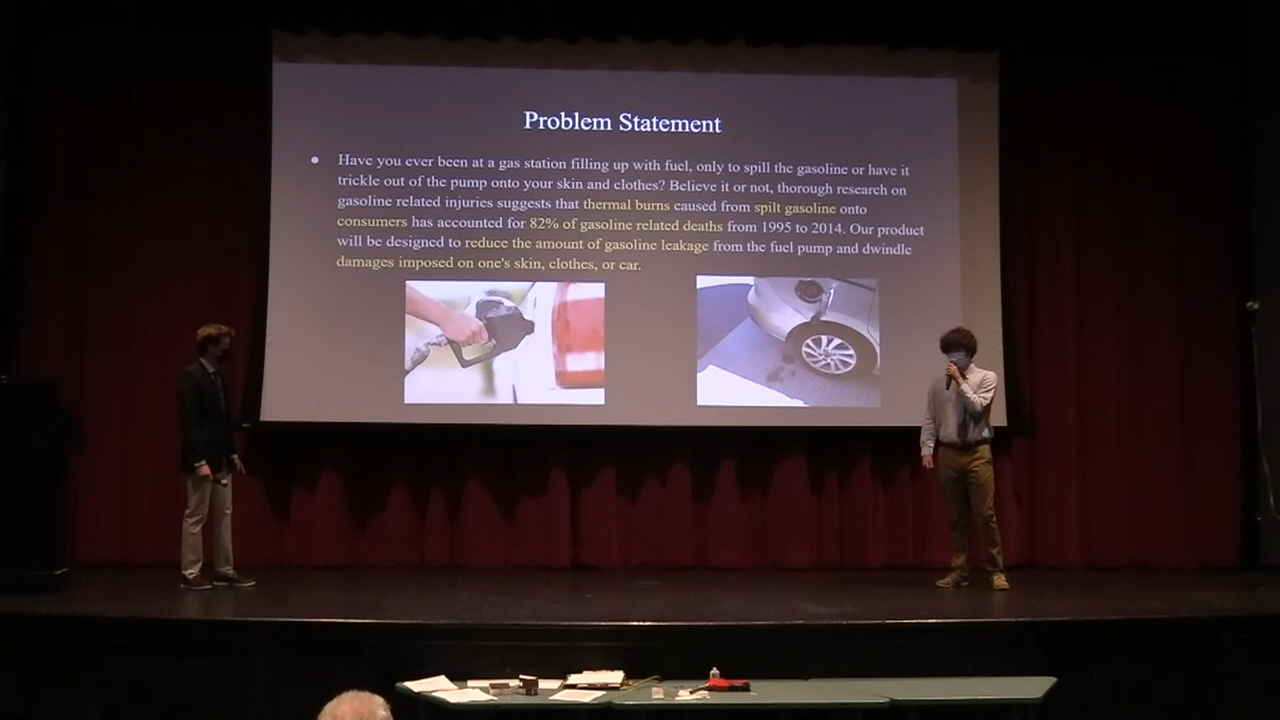 Problem Statement
Have you ever been at a gas station filling up with fuel, only to spill the gasoline or have it
trickle out of the pump onto your skin and clothes? Believe it or not, thorough research on
gasoline related injuries suggests that thermal burns caused from spilt gasoline onto
consumers has accounted for 82% of gasoline related deaths from 1995 to 2014. Our product
will be designed to reduce the amount of gasoline leakage from the fuel pump and dwindle
damages imposed on one's skin, clothes, or car.